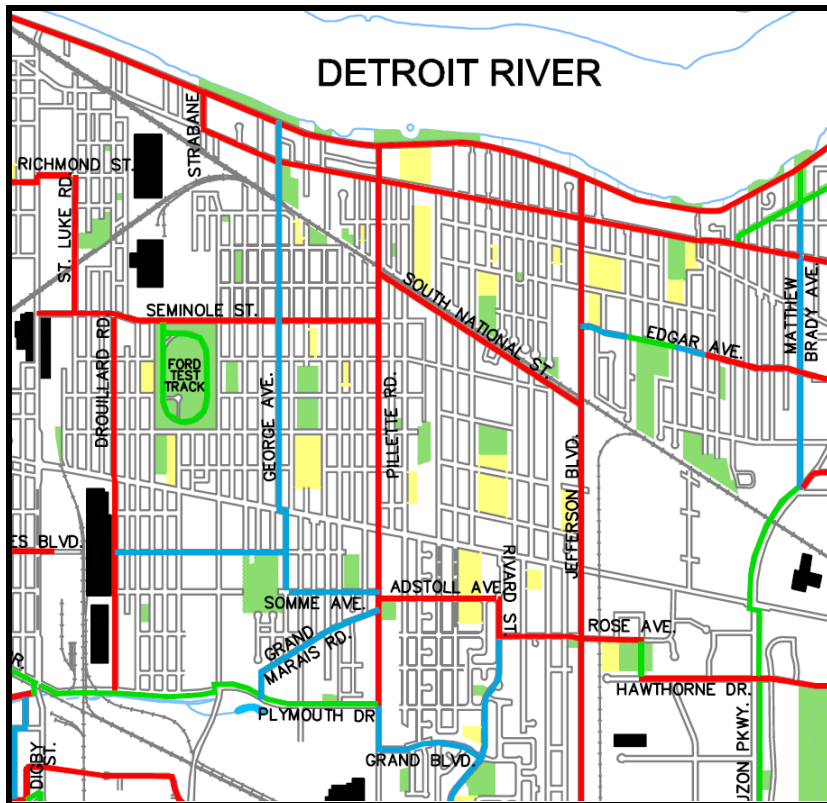 DETROIT RIVER
STRABANE
RICHMOND ST.
ST. LUKE RD.
SEMINOLE ST.
SOUTH NATIONAL ST.
MATTHEW
BRADY AVE.
EDGAR AVE.
DROUILLARD RD.
FORD
TEST
TRACK
GEORGE AVE.
PILLETTE RD.
JEFFERSON BLVD.
ES BLVD.
RIVARD ST.
ADSTOLL AVE.
SOMME AVE.
GRAND
MARAIS RD.
ROSE AVE.
R.
HAWTHORNE DR.
PLYMOUTH DR
GRAND BLVD.
DIGBY
ST.
UZON PKWY.